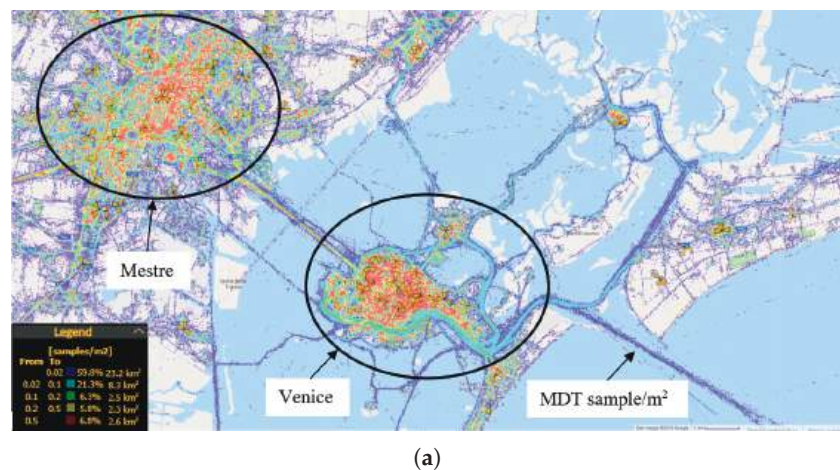 Mestre
Venice
MDT sample/m²
Legend
[samples/m2]
From To
0.02 59.8% 23.2 km²
0.02 0.1 21.3% 8.3 km²
0.1 0.2 6.3% 2.5 km²
0.2 0.5 5.8% 2.3 km²
0.5 6.8% 2.6 km²
(a)